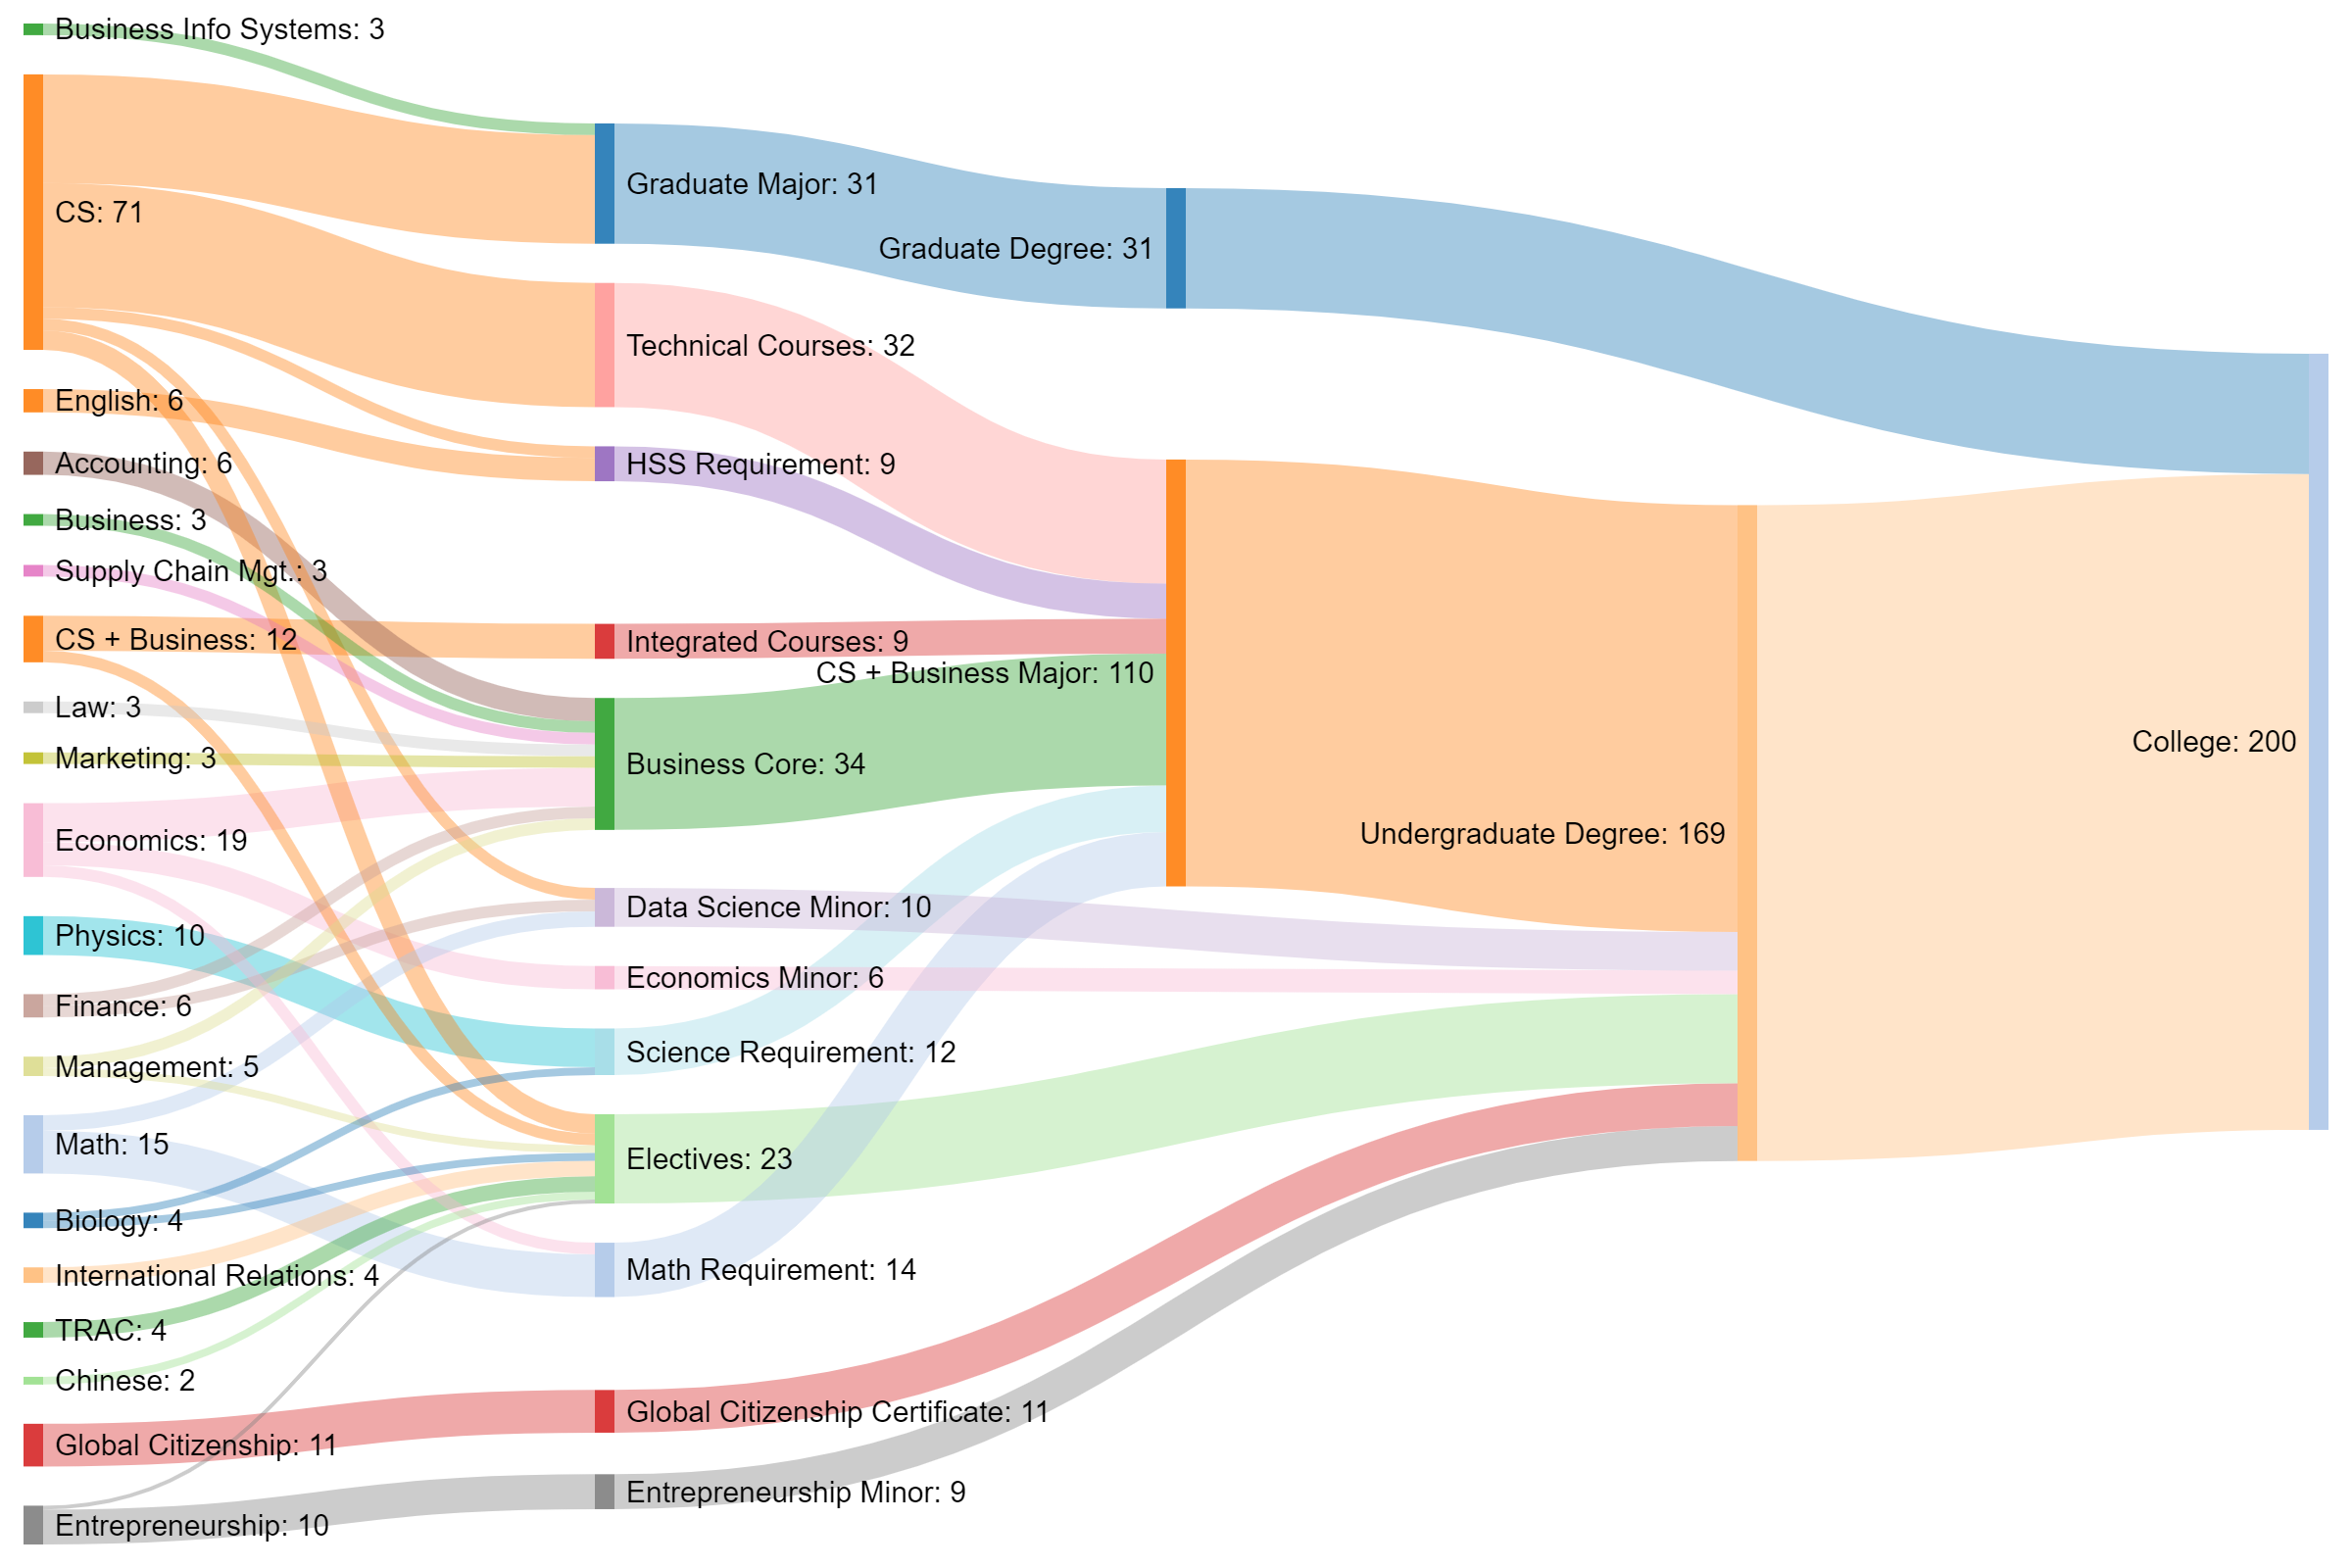 Business Info Systems: 3
CS: 71
English: 6
Accounting: 6
Business: 3
Supply Chain Mgt.: 3
CS + Business: 12
Law: 3
Marketing: 3
Economics: 19
Physics: 10
Finance: 6
Management: 5
Math: 15
Biology: 4
International Relations: 4
TRAC: 4
Chinese: 2
Global Citizenship: 11
Entrepreneurship: 10
Graduate Major: 31
Technical Courses: 32
HSS Requirement: 9
Integrated Courses: 9
Business Core: 34
Data Science Minor: 10
Economics Minor: 6
Science Requirement: 12
Electives: 23
Math Requirement: 14
Global Citizenship Certificate: 11
Entrepreneurship Minor: 9
Graduate Degree: 31
CS + Business Major: 110
Undergraduate Degree: 169
College: 200